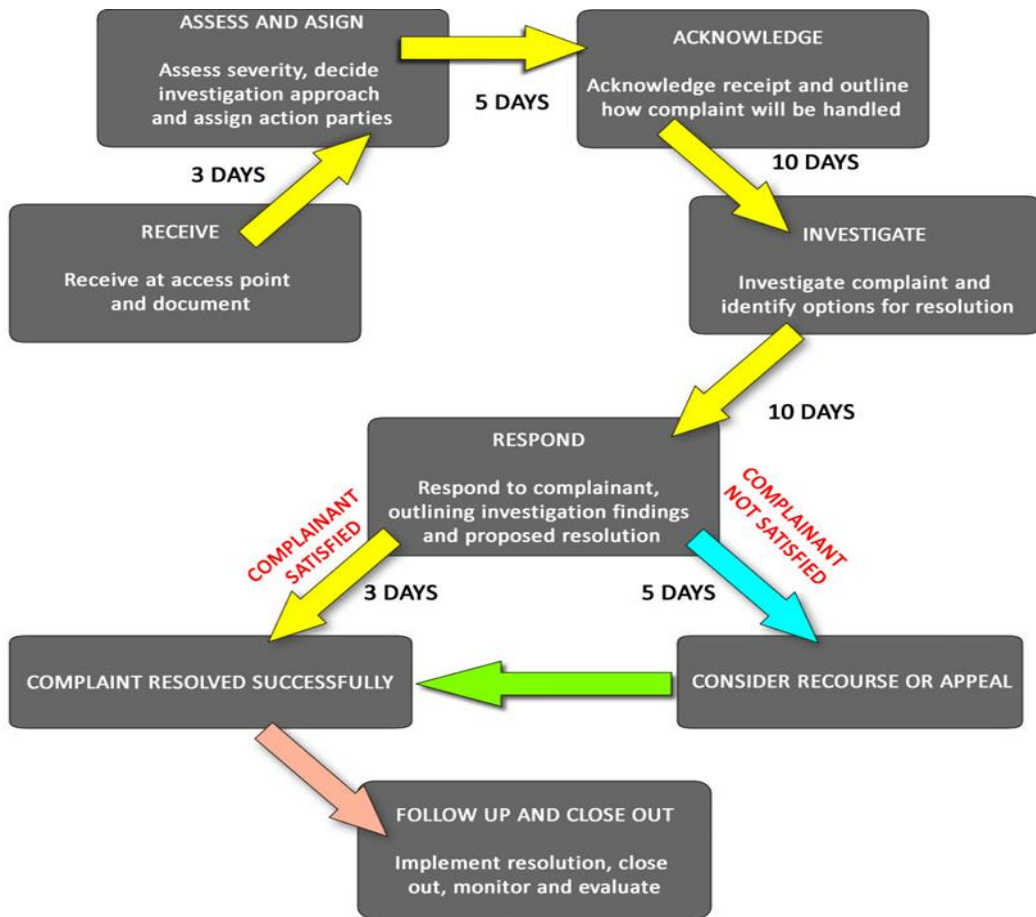 ASSESS AND ASIGN
Assess severity, decide
investigation approach
and assign action parties
5 DAYS
ACKNOWLEDGE
Acknowledge receipt and outline
how complaint will be handled
3 DAYS
10 DAYS
RECEIVE
Receive at access point
and document
INVESTIGATE
Investigate complaint and
identify options for resolution
10 DAYS
RESPOND
Respond to complainant,
outlining investigation findings
and proposed resolution
COMPLAINANT
SATISFIED
3 DAYS
COMPLAINANT
NOT SATISFIED
5 DAYS
COMPLAINT RESOLVED SUCCESSFULLY
CONSIDER RECOURSE OR APPEAL
FOLLOW UP AND CLOSE OUT
Implement resolution, close
out, monitor and evaluate